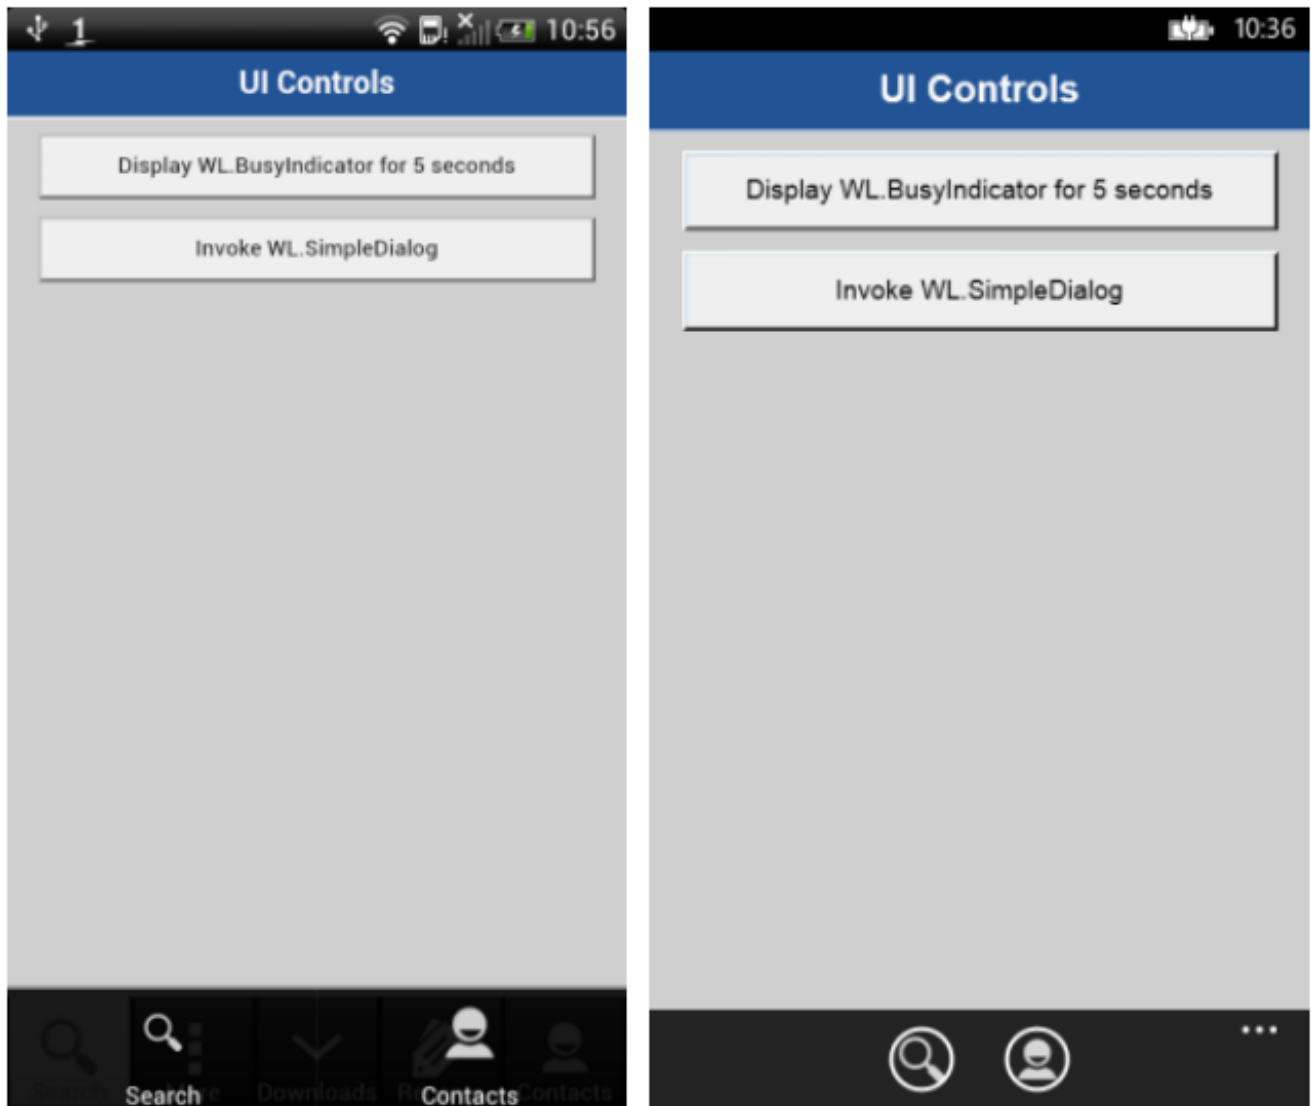 1
10:56
UI Controls
Display WL.BusyIndicator for 5 seconds
Invoke WL.SimpleDialog
Search Downloads Contacts
Search Contacts
10:36
UI Controls
Display WL.BusyIndicator for 5 seconds
Invoke WL.SimpleDialog